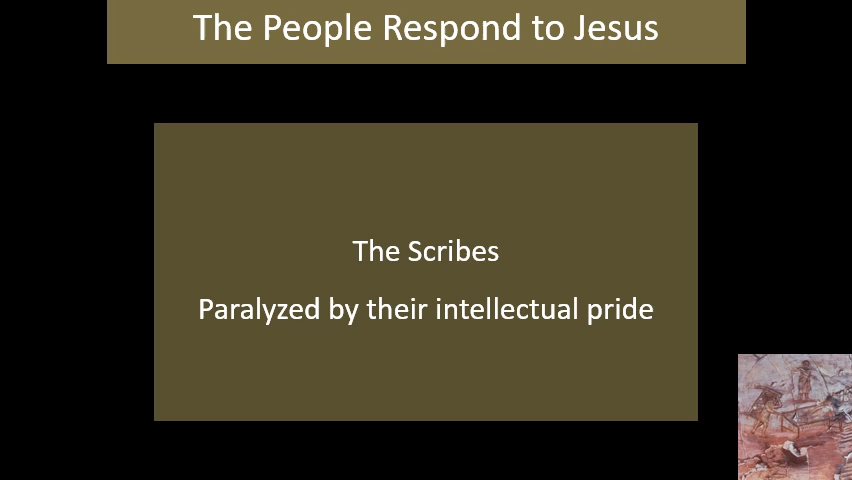 The People Respond to Jesus
The Scribes
Paralyzed by their intellectual pride